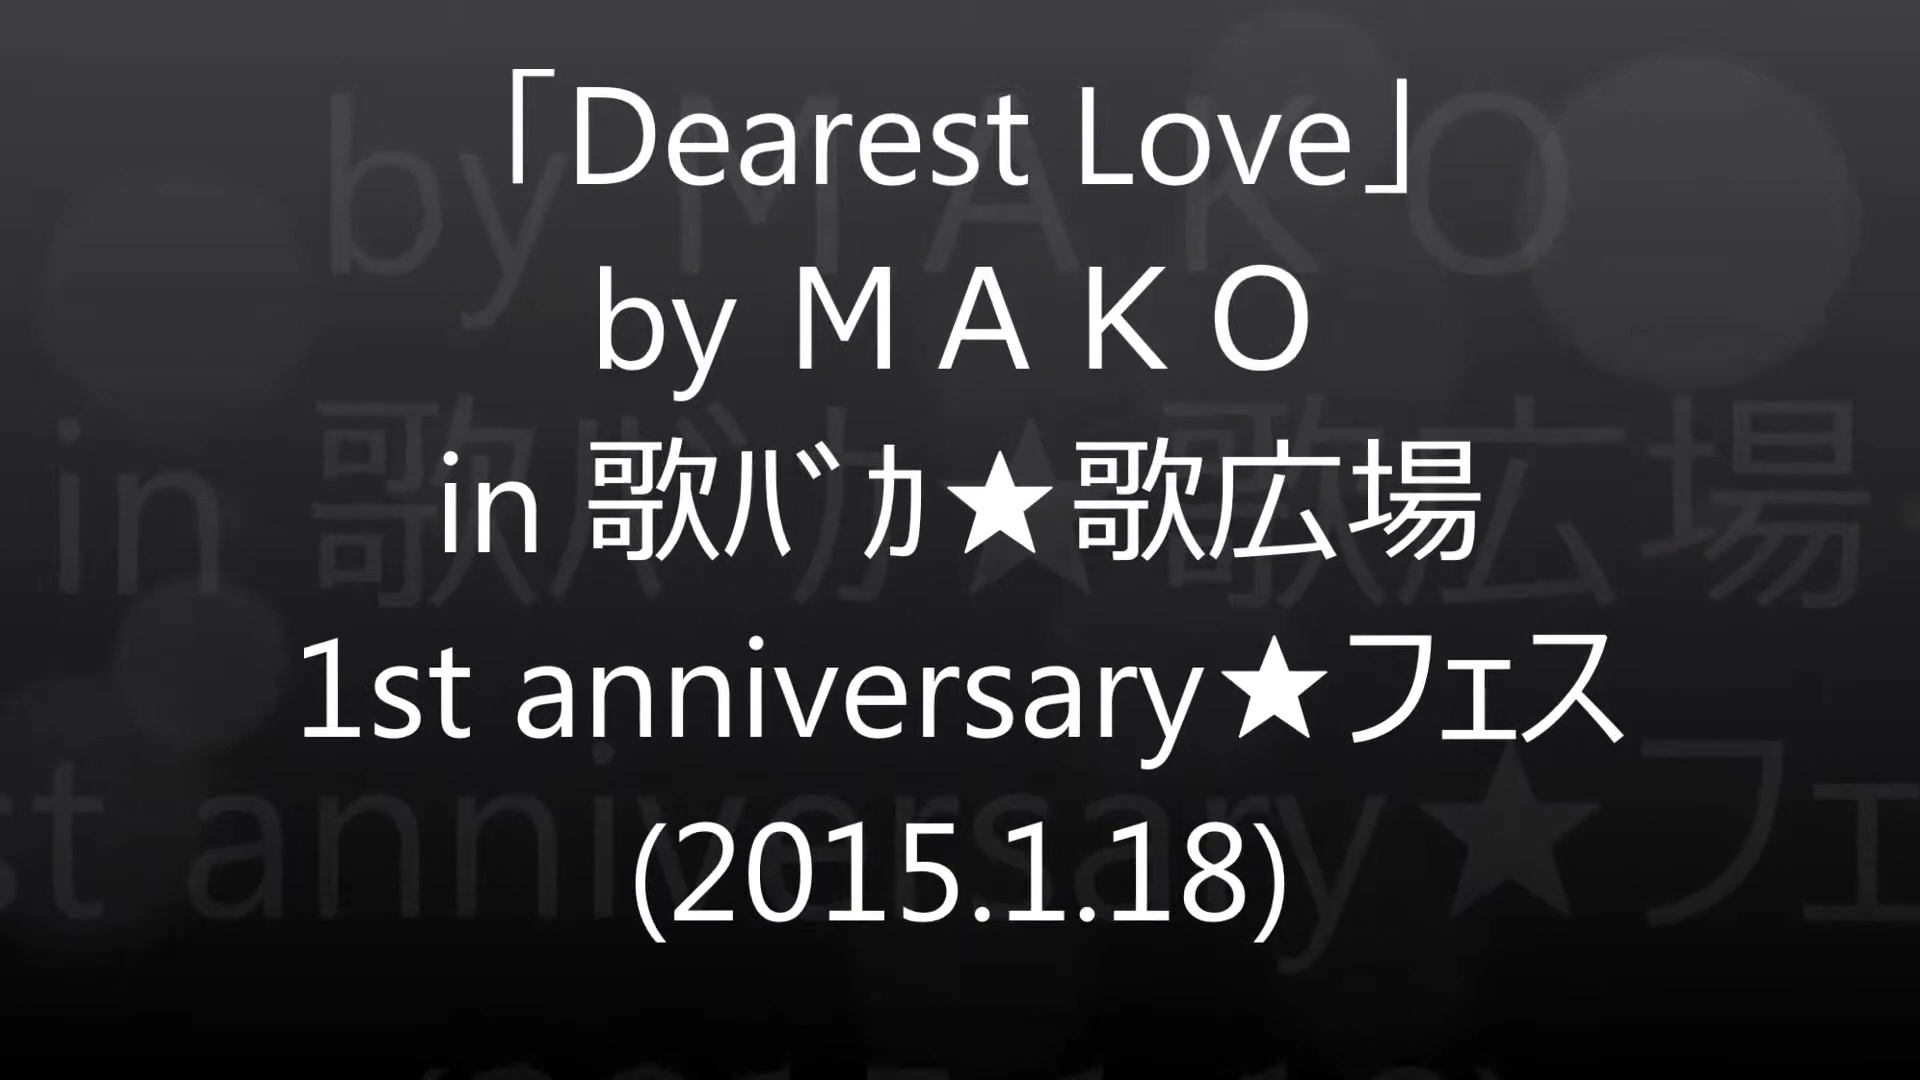 「Dearest Love」
by ＭＡＫＯ
in 歌ﾊﾞｶ★歌広場
1st anniversary★フェス
(2015.1.18)